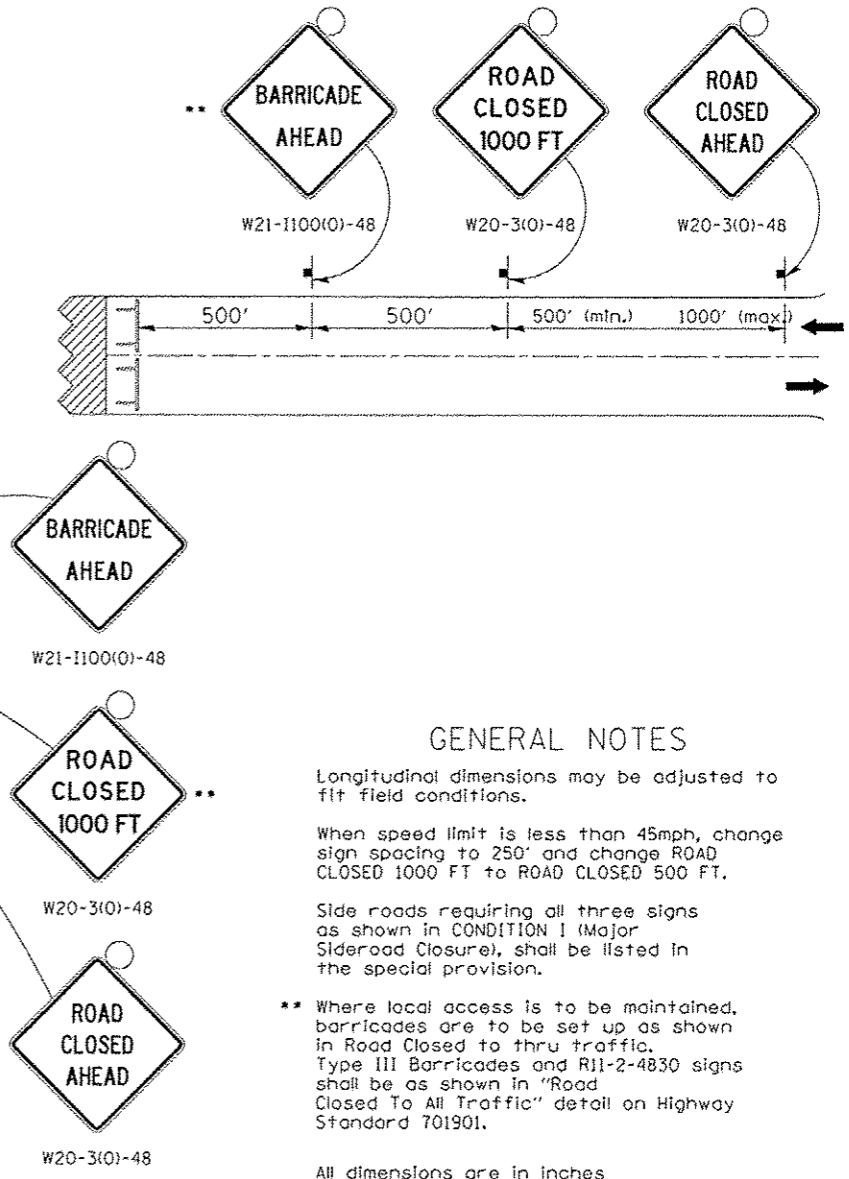 BARRICADE
AHEAD
ROAD
CLOSED
1000 FT
ROAD
CLOSED
AHEAD
**
W21-I100(O)-48
W20-3(O)-48
W20-3(O)-48
500'
500'
500' (min.)
1000' (max.)
BARRICADE
AHEAD
W21-I100(O)-48
ROAD
CLOSED
1000 FT
**
W20-3(O)-48
ROAD
CLOSED
AHEAD
W20-3(O)-48
GENERAL NOTES
Longitudinal dimensions may be adjusted to
fit field conditions.
When speed limit is less than 45mph, change
sign spacing to 250' and change ROAD
CLOSED 1000 FT to ROAD CLOSED 500 FT.
Side roads requiring all three signs
as shown in CONDITION I (Major
Sideroad Closure), shall be listed in
the special provision.
** Where local access is to be maintained,
barricades are to be set up as shown
in Road Closed to thru traffic.
Type III Barricades and R11-2-4830 signs
shall be as shown in "Road
Closed To All Traffic" detail on Highway
Standard 701901.
All dimensions are in inches